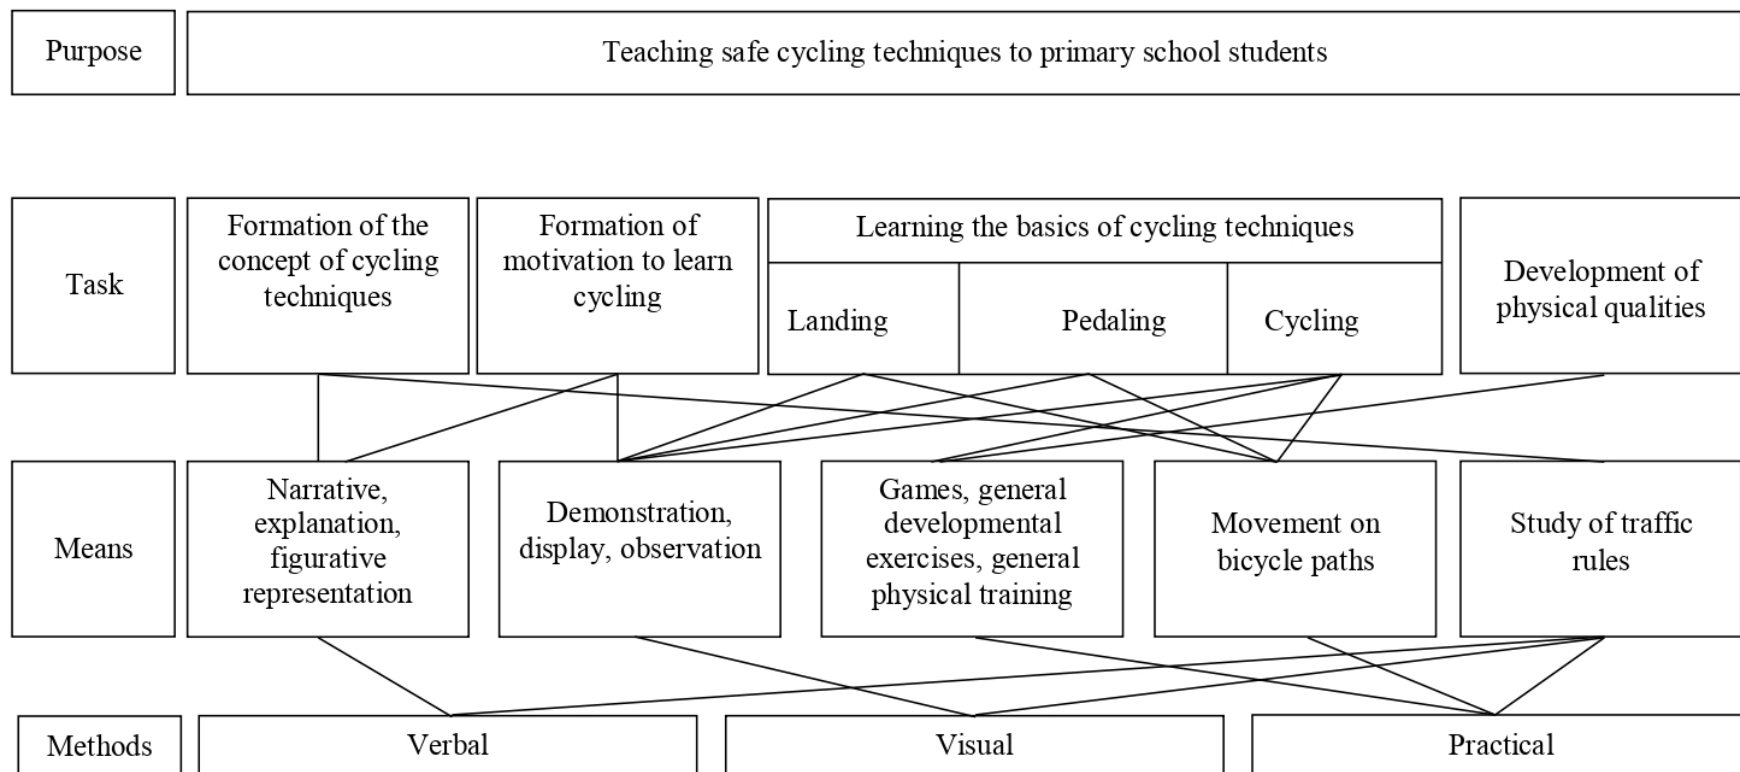 Purpose
Teaching safe cycling techniques to primary school students
Task
Formation of the
concept of cycling
techniques
Formation of
motivation to learn
cycling
Learning the basics of cycling techniques
Landing
Pedaling
Cycling
Development of
physical qualities
Means
Narrative,
explanation,
figurative
representation
Demonstration,
display, observation
Games, general
developmental
exercises, general
physical training
Movement on
bicycle paths
Study of traffic
rules
Methods
Verbal
Visual
Practical